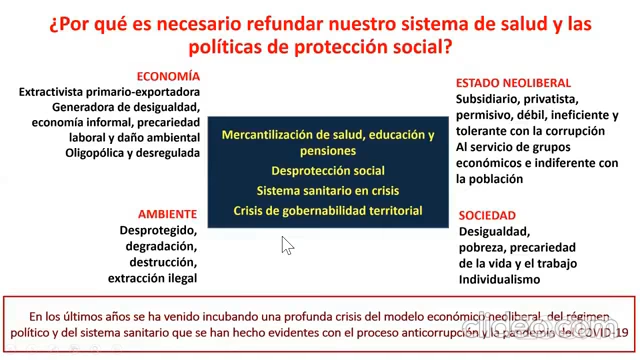 ¿Por qué es necesario refundar nuestro sistema de salud y las
políticas de protección social?
ECONOMÍA
Extractivista primario-exportadora
Generadora de desigualdad,
economía informal, precariedad
laboral y daño ambiental
Oligopólica y desregulada
ESTADO NEOLIBERAL
Subsidiario, privatista,
permisivo, débil, ineficiente y
tolerante con la corrupción
Al servicio de grupos
económicos e indiferente con
la población
Mercantilización de salud, educación y
pensiones
Desprotección social
Sistema sanitario en crisis
Crisis de gobernabilidad territorial
AMBIENTE
Desprotegido,
degradación,
destrucción,
extracción ilegal
SOCIEDAD
Desigualdad,
pobreza, precariedad
de la vida y el trabajo
Individualismo
En los últimos años se ha venido incubando una profunda crisis del modelo económico neoliberal, del régimen
político y del sistema sanitario que se han hecho evidentes con el proceso anticorrupción y la pandemia del COVID-19
clideo.com